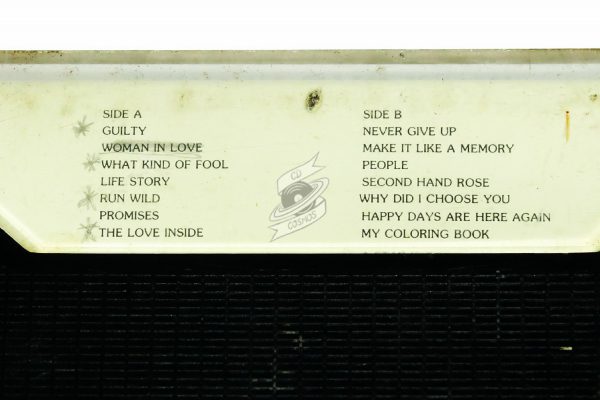 SIDE A
GUILTY
WOMAN IN LOVE
WHAT KIND OF FOOL
LIFE STORY
RUN WILD
PROMISES
THE LOVE INSIDE
CD
COSMOS
SIDE B
NEVER GIVE UP
MAKE IT LIKE A MEMORY
PEOPLE
SECOND HAND ROSE
WHY DID I CHOOSE YOU
HAPPY DAYS ARE HERE AGAIN
MY COLORING BOOK